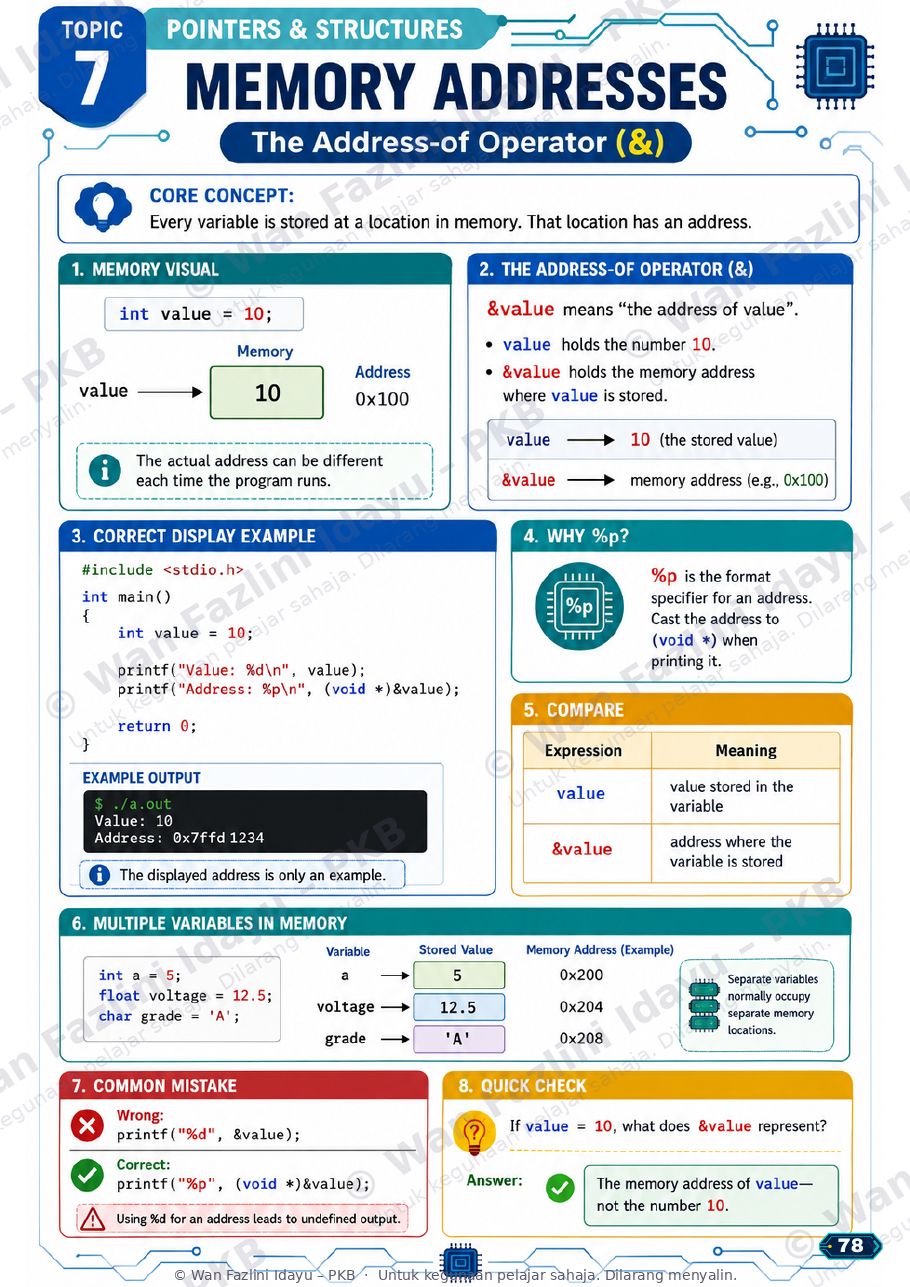 TOPIC
7
POINTERS & STRUCTURES
MEMORY ADDRESSES
The Address-of Operator (&)
CORE CONCEPT:
Every variable is stored at a location in memory. That location has an address.
1. MEMORY VISUAL
int value = 10;
Memory
value
10
Address
0x100
The actual address can be different
each time the program runs.
2. THE ADDRESS-OF OPERATOR (&)
&value means “the address of value”.
• value holds the number 10.
• &value holds the memory address
where value is stored.
value → 10 (the stored value)
&value → memory address (e.g., 0x100)
3. CORRECT DISPLAY EXAMPLE
#include <stdio.h>
int main()
{
int value = 10;
printf("Value: %d\n", value);
printf("Address: %p\n", (void *)&value);
return 0;
}
EXAMPLE OUTPUT
$ ./a.out
Value: 10
Address: 0x7ffd1234
The displayed address is only an example.
4. WHY %p?
%p
%p is the format
specifier for an address.
Cast the address to
(void *) when
printing it.
5. COMPARE
Expression Meaning
value value stored in the
variable
&value address where the
variable is stored
6. MULTIPLE VARIABLES IN MEMORY
int a = 5;
float voltage = 12.5;
char grade = 'A';
Variable Stored Value Memory Address (Example)
a → 5 0x200
voltage → 12.5 0x204
grade → 'A' 0x208
Separate variables
normally occupy
separate memory
locations.
7. COMMON MISTAKE
Wrong:
printf("%d", &value);
Correct:
printf("%p", (void *)&value);
Using %d for an address leads to undefined output.
8. QUICK CHECK
If value = 10, what does &value represent?
Answer:
The memory address of value—
not the number 10.
78
© Wan Fazlini Idayu – PKB · Untuk kegunaan pelajar sahaja. Dilarang menyalin.
© Wan Fazlini Idayu – PKB
Untuk kegunaan pelajar sahaja. Dilarang menyalin.